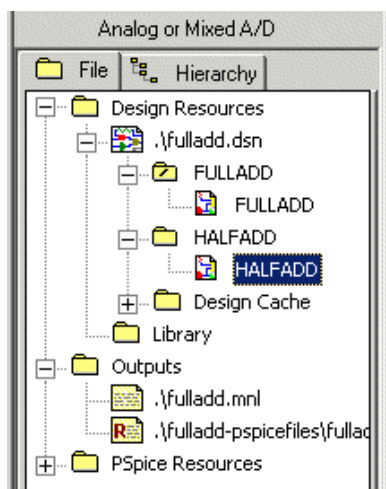 Analog or Mixed A/D
File Hierarchy
Design Resources
.\fulladd.dsn
FULLADD
FULLADD
HALFADD
HALFADD
Design Cache
Library
Outputs
.\fulladd.mnl
.\fulladd-pspicefiles\fullad
PSpice Resources